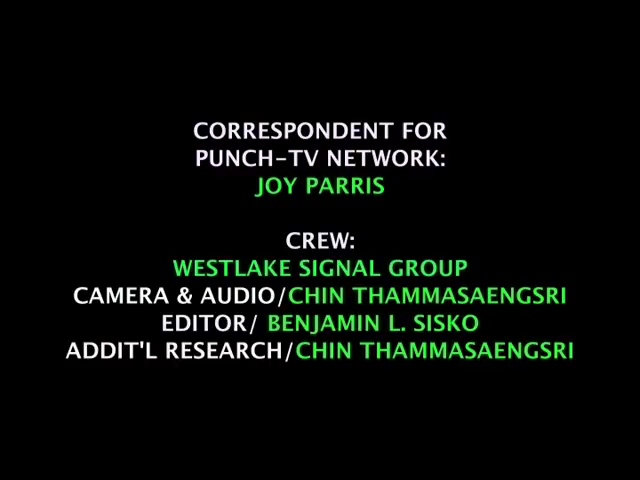 CORRESPONDENT FOR
PUNCH-TV NETWORK:
JOY PARRIS
CREW:
WESTLAKE SIGNAL GROUP
CAMERA & AUDIO/CHIN THAMMASAENGSRI
EDITOR/ BENJAMIN L. SISKO
ADDIT'L RESEARCH/CHIN THAMMASAENGSRI